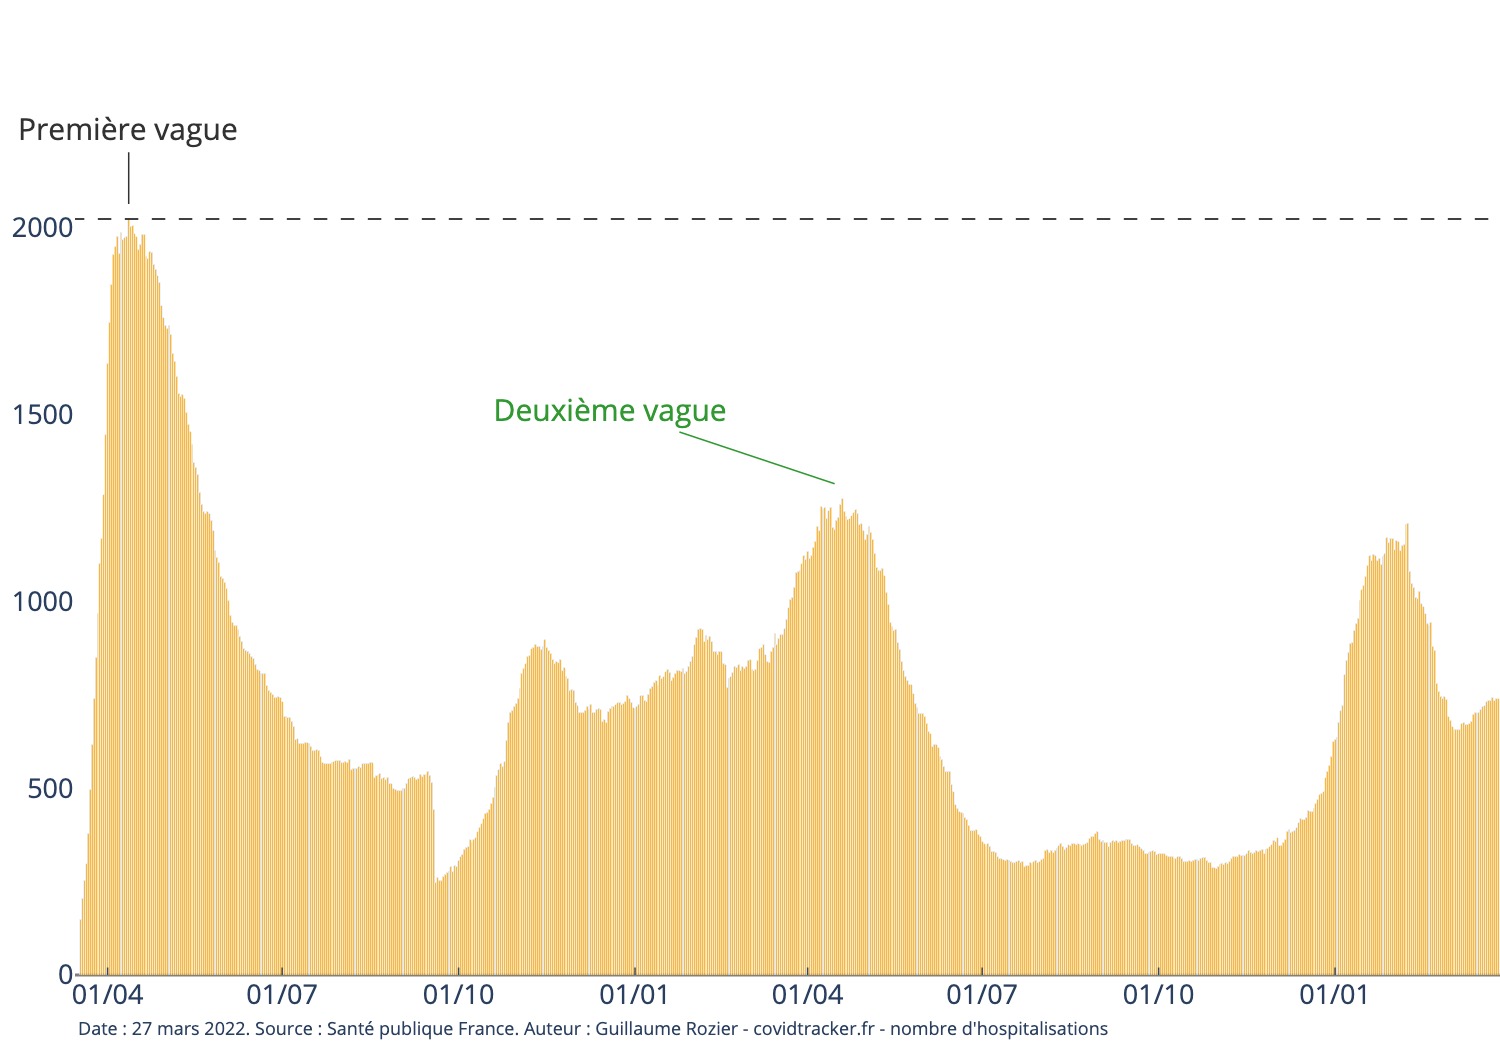 Première vague
2000
1500
Deuxième vague
1000
500
0
01/04 01/07 01/10 01/01 01/04 01/07 01/10 01/01
Date : 27 mars 2022. Source : Santé publique France. Auteur : Guillaume Rozier - covidtracker.fr - nombre d'hospitalisations